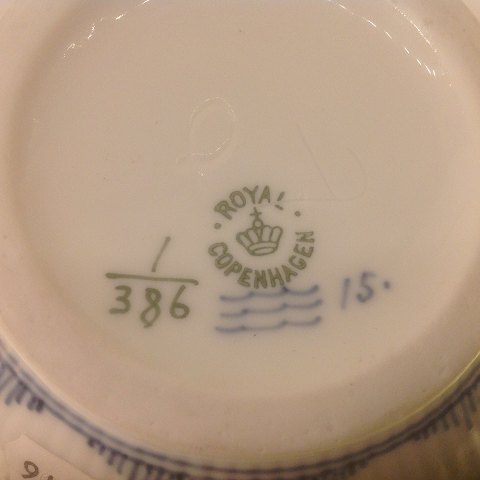 ROYAL
COPENHAGEN
1
386
15.